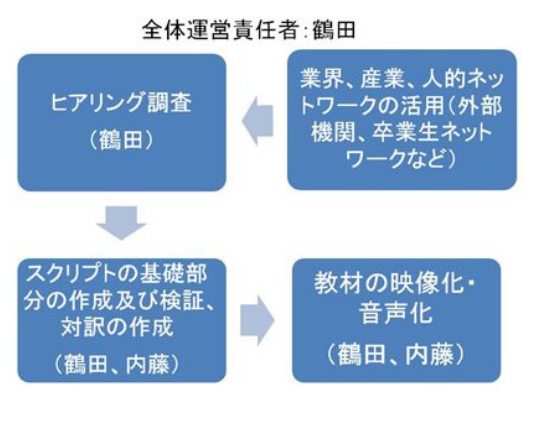 全体運営責任者：鶴田
業界、産業、人的ネッ
トワークの活用（外部
機関、卒業生ネット
ワークなど）
ヒアリング調査
（鶴田）
スクリプトの基礎部
分の作成及び検証、
対訳の作成
（鶴田、内藤）
教材の映像化・
音声化
（鶴田、内藤）